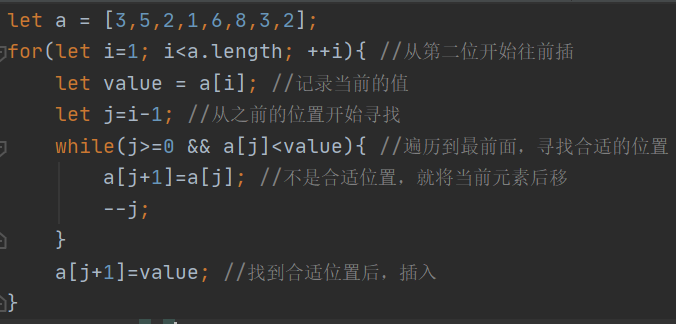 let a = [3,5,2,1,6,8,3,2];
for(let i=1; i<a.length; ++i){ //从第二位开始往前插
let value = a[i]; //记录当前的值
let j=i-1; //从之前的位置开始寻找
while(j>=0 && a[j]<value){ //遍历到最前面，寻找合适的位置
a[j+1]=a[j]; //不是合适位置，就将当前元素后移
--j;
}
a[j+1]=value; //找到合适位置后，插入
}